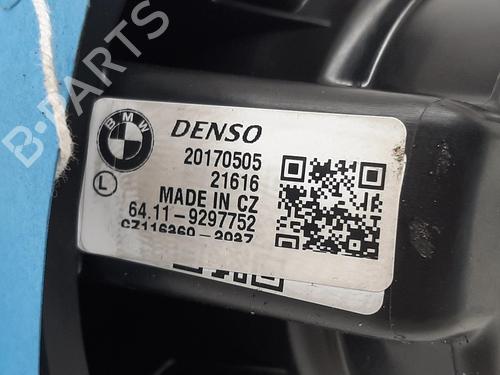 B-PARTS
BMW
DENSO
20170505
21616
L
MADE IN CZ
64.11-9297752